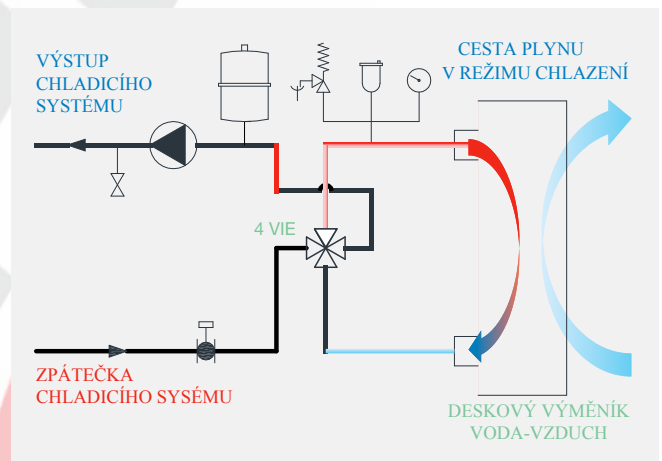 VÝSTUP
CHLADICÍHO
SYSTÉMU
CESTA PLYNU
V REŽIMU CHLAZENÍ
4 VIE
ZPÁTEČKA
CHLADICÍHO SYSÉMU
DESKOVÝ VÝMĚNÍK
VODA-VZDUCH